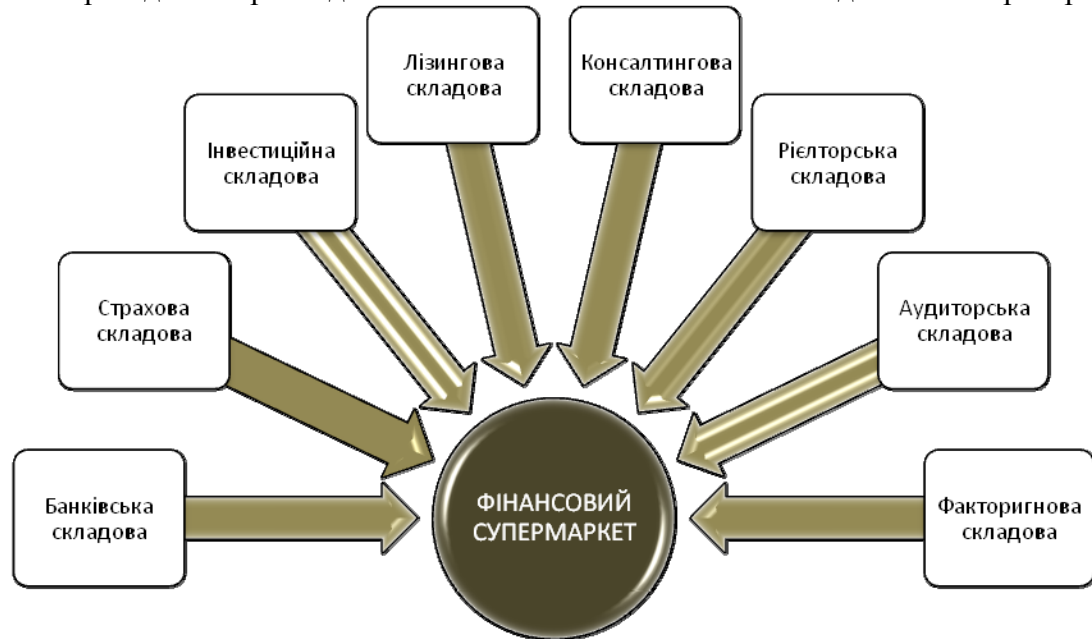 Лізингова
складова
Консалтингова
складова
Інвестиційна
складова
Рієлторська
складова
Страхова
складова
Аудиторська
складова
Банківська
складова
ФІНАНСОВИЙ
СУПЕРМАРКЕТ
Факторигнова
складова